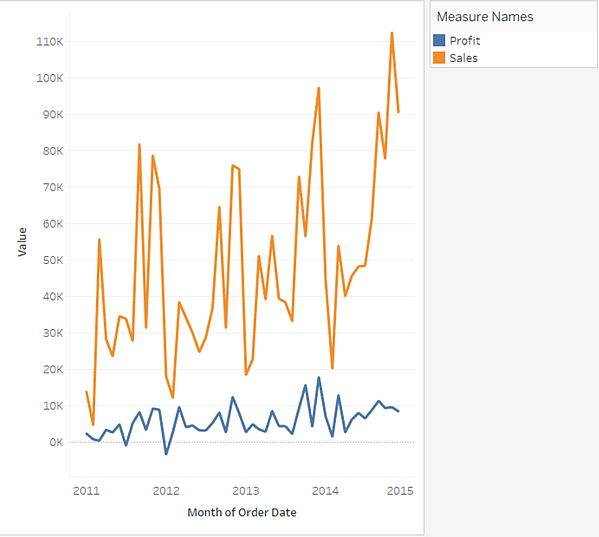 Measure Names
Profit
Sales
110K
100K
90K
80K
70K
60K
50K
40K
30K
20K
10K
0K
Value
2011 2012 2013 2014 2015
Month of Order Date